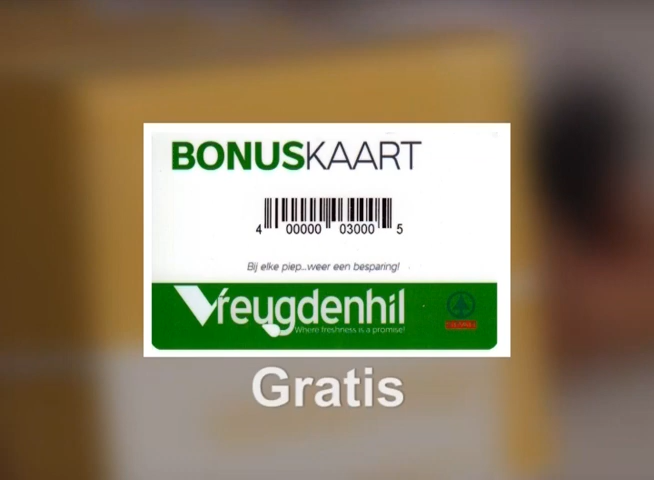 BONUSKAART
4 00000 03000 5
Bij elke piep...weer een besparing!
Vreugdenhil
Where freshness is a promise!
Gratis